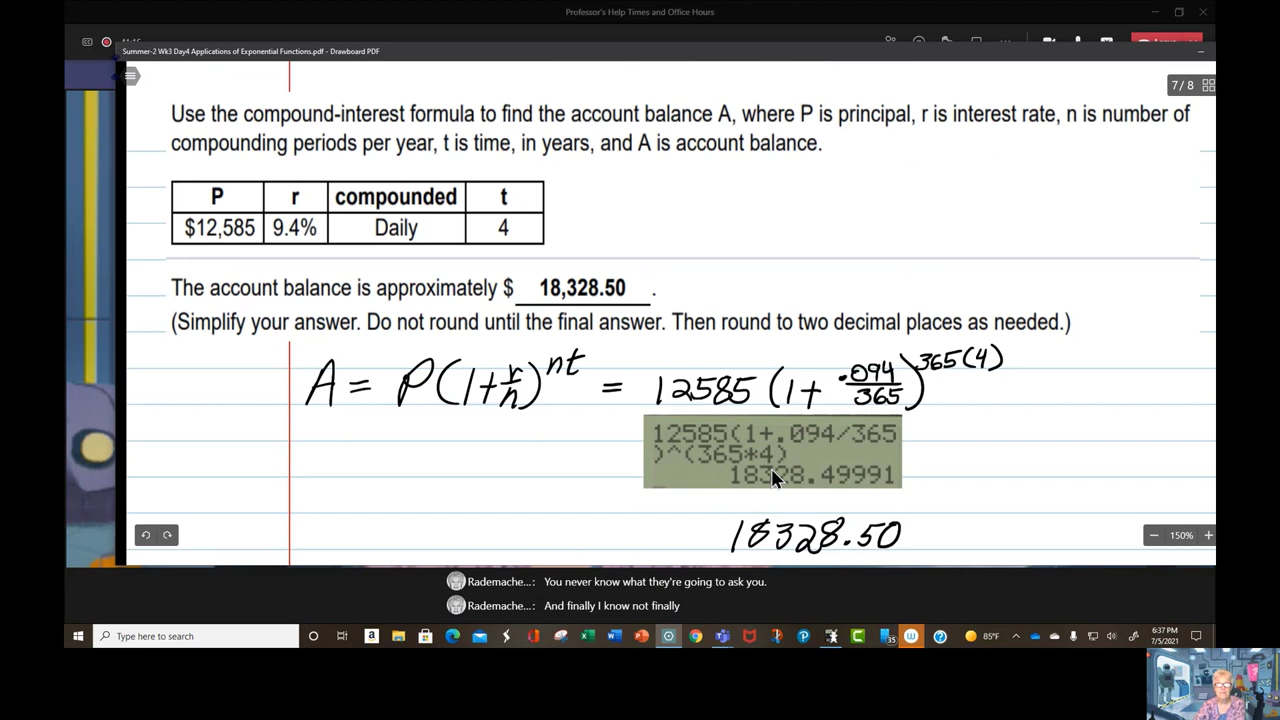 Professor's Help Times and Office Hours
Summer-2 Wk3 Day4 Applications of Exponential Functions.pdf - Drawboard PDF
7/8
Use the compound-interest formula to find the account balance A, where P is principal, r is interest rate, n is number of
compounding periods per year, t is time, in years, and A is account balance.
P r compounded t
$12,585 9.4% Daily 4
The account balance is approximately $ 18,328.50 .
(Simplify your answer. Do not round until the final answer. Then round to two decimal places as needed.)
A = P(1+r/n)^nt = 12585(1+.094/365)^365(4)
12585(1+.094/365
)^(365*4)
18328.49991
18328.50
150%
Rademache...: You never know what they're going to ask you.
Rademache...: And finally I know not finally
Type here to search
35
85°F
6:37 PM
7/5/2021